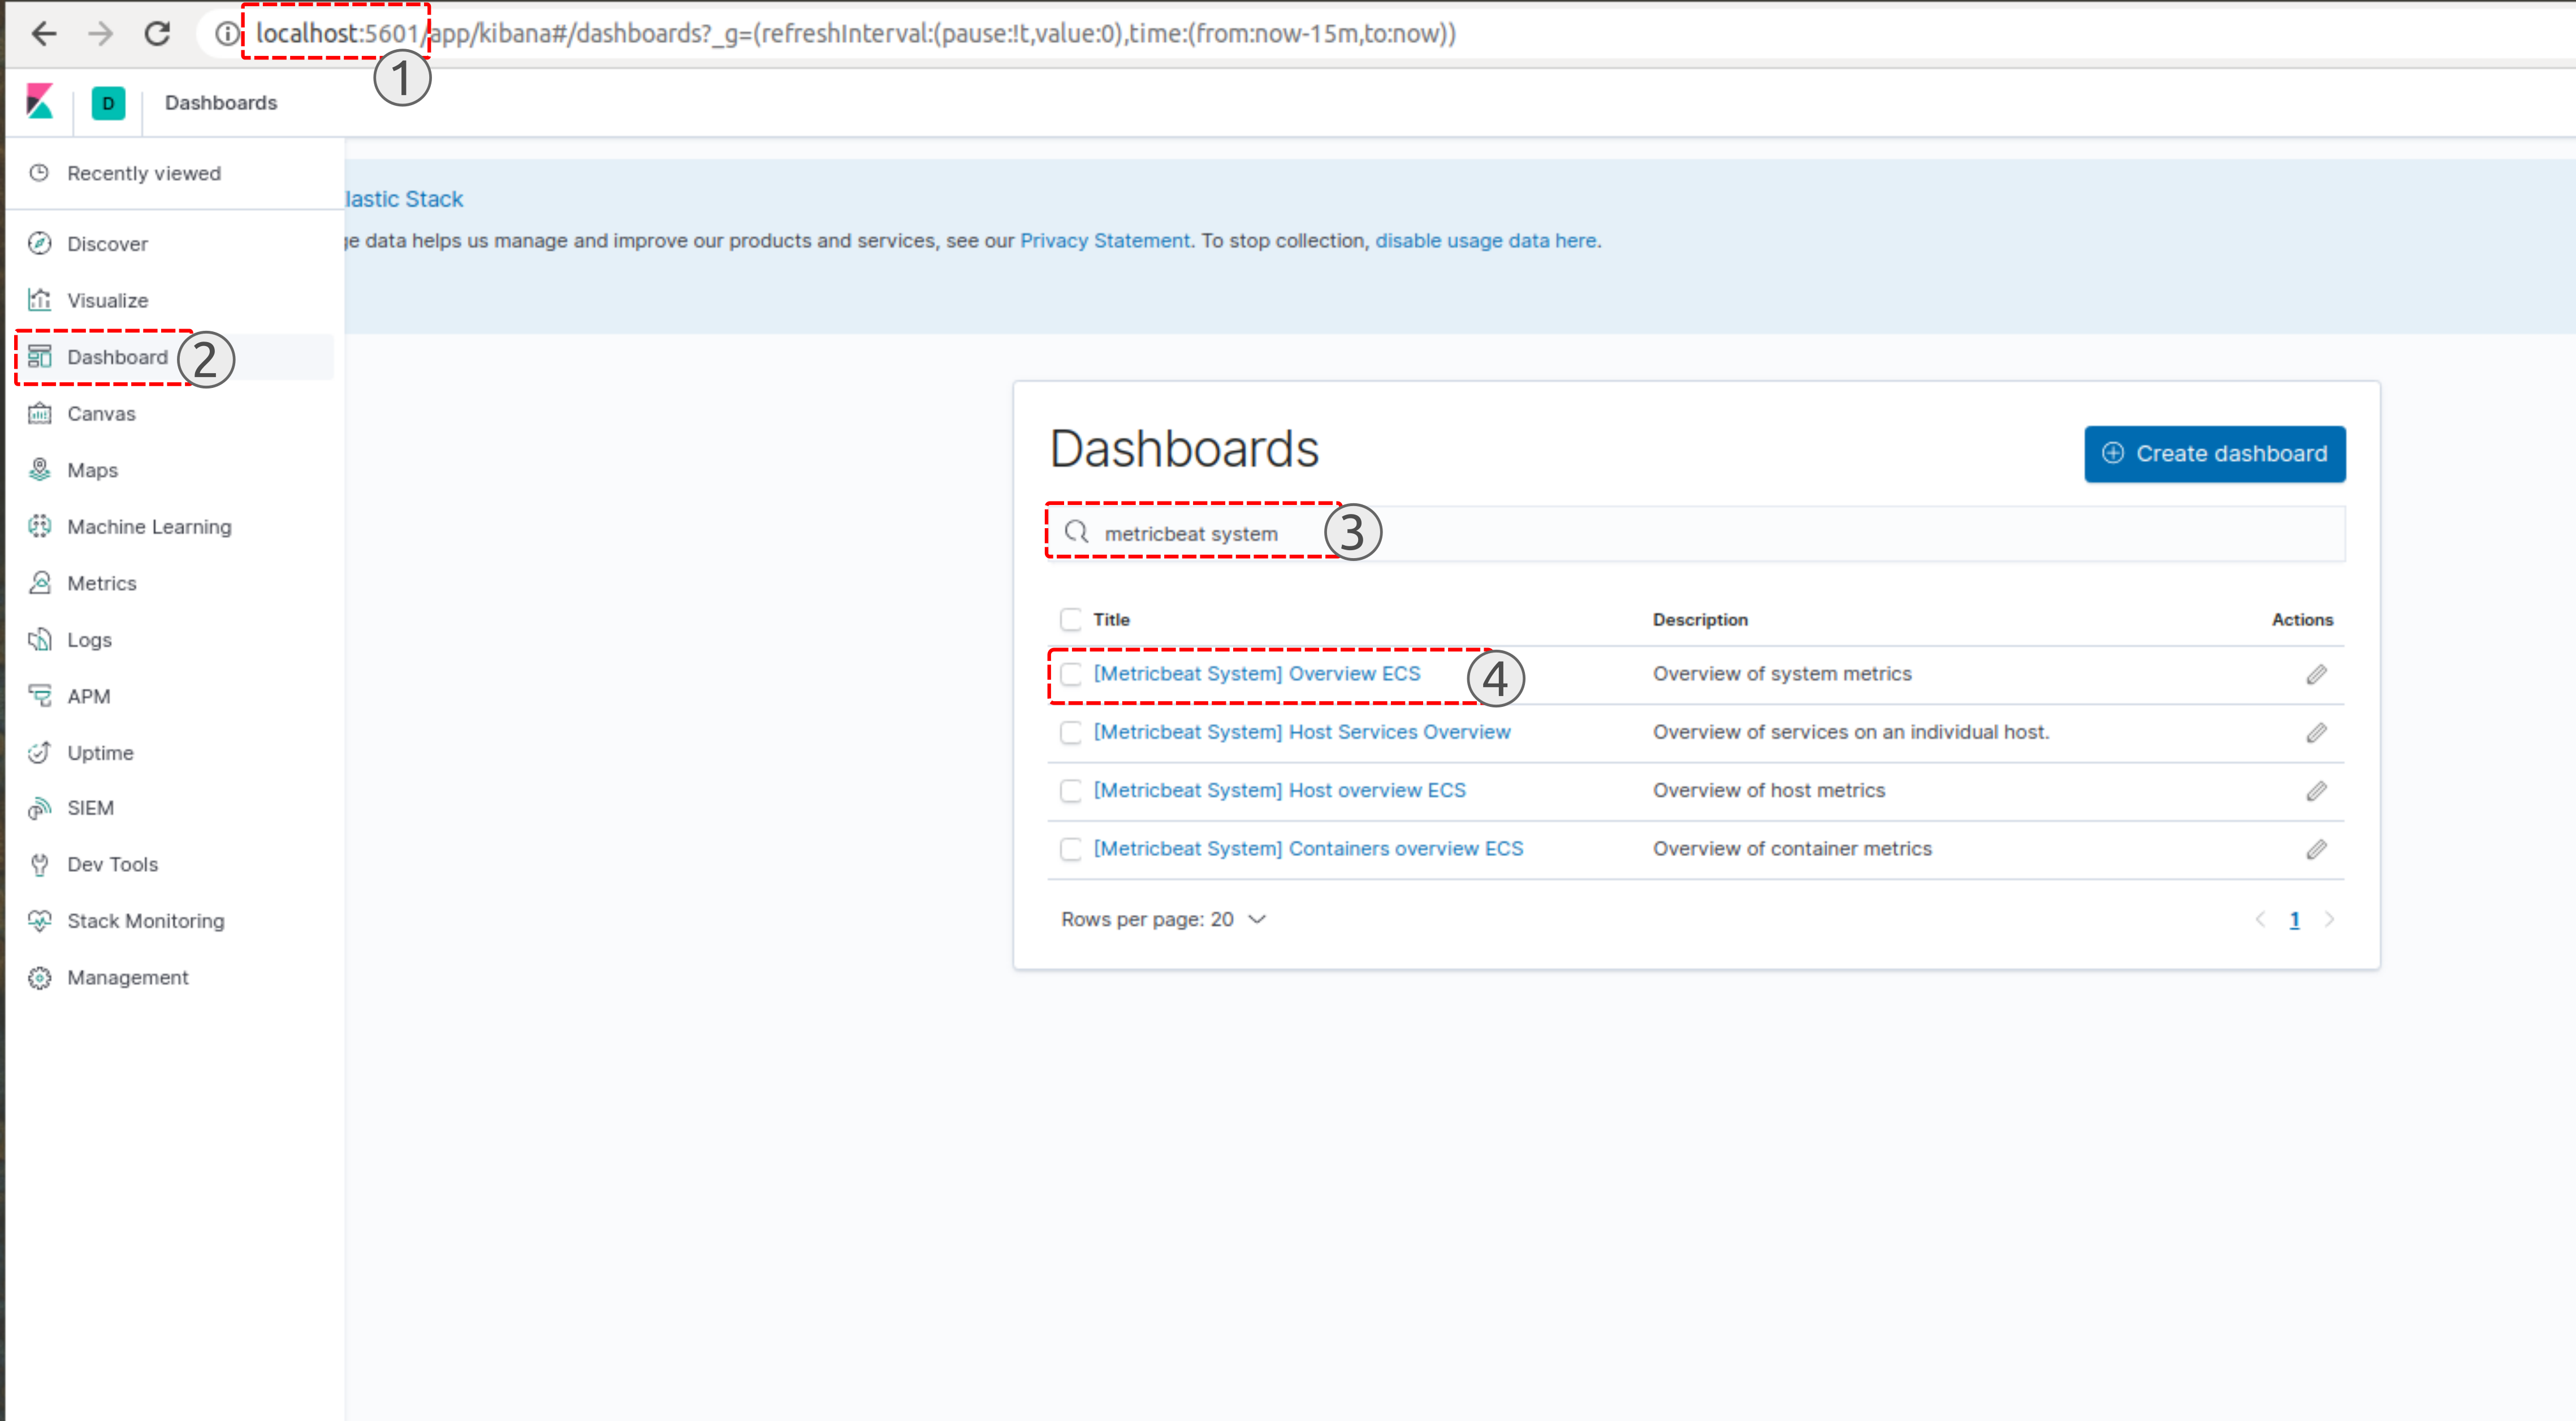 localhost:5601/app/kibana#/dashboards?_g=(refreshInterval:(pause:!t,value:0),time:(from:now-15m,to:now))
1
D
Dashboards
Recently viewed
lastic Stack
ge data helps us manage and improve our products and services, see our Privacy Statement. To stop collection, disable usage data here.
Discover
Visualize
Dashboard 2
Canvas
Maps
Machine Learning
Metrics
Logs
APM
Uptime
SIEM
Dev Tools
Stack Monitoring
Management
Dashboards
Create dashboard
metricbeat system 3
Title Description Actions
[Metricbeat System] Overview ECS 4 Overview of system metrics
[Metricbeat System] Host Services Overview Overview of services on an individual host.
[Metricbeat System] Host overview ECS Overview of host metrics
[Metricbeat System] Containers overview ECS Overview of container metrics
Rows per page: 20
1